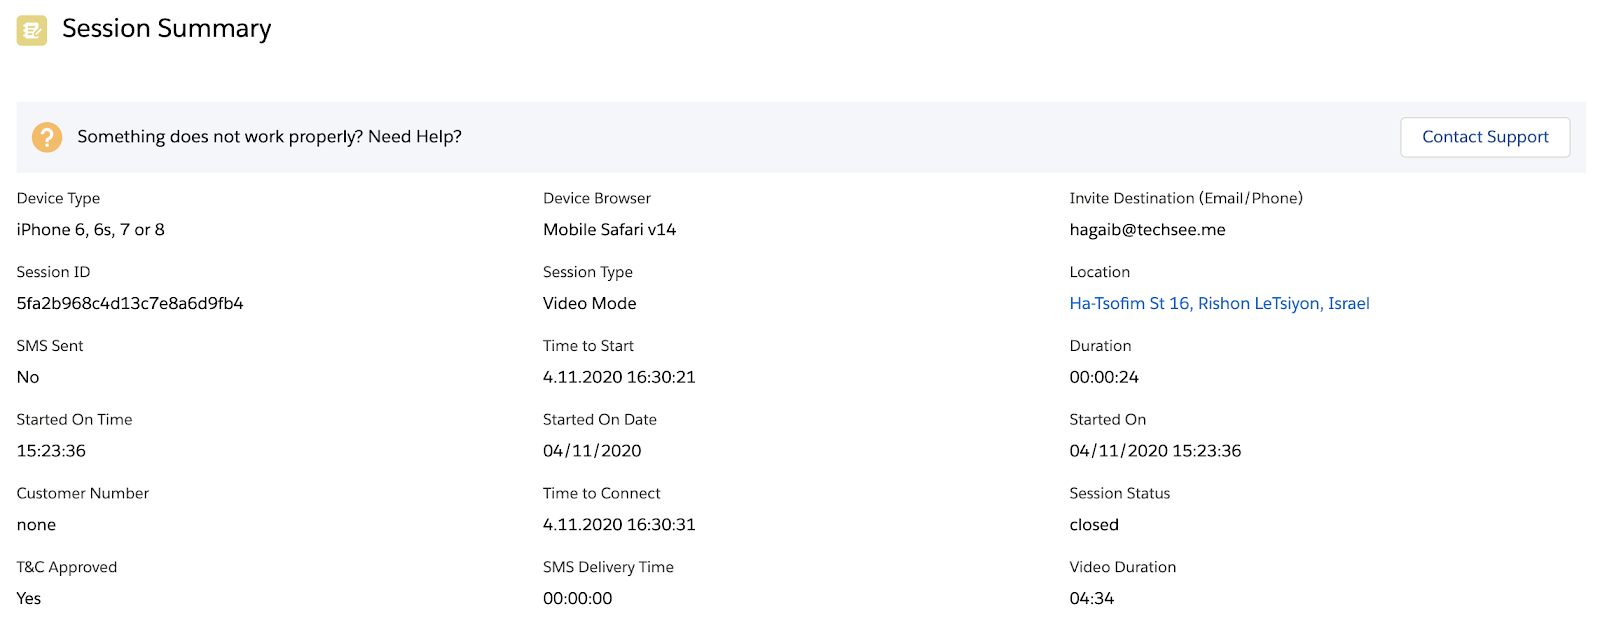 Session Summary
Something does not work properly? Need Help?
Contact Support
Device Type
iPhone 6, 6s, 7 or 8
Device Browser
Mobile Safari v14
Invite Destination (Email/Phone)
hagaib@techsee.me
Session ID
5fa2b968c4d13c7e8a6d9fb4
Session Type
Video Mode
Location
Ha-Tsofim St 16, Rishon LeTsiyon, Israel
SMS Sent
No
Time to Start
4.11.2020 16:30:21
Duration
00:00:24
Started On Time
15:23:36
Started On Date
04/11/2020
Started On
04/11/2020 15:23:36
Customer Number
none
Time to Connect
4.11.2020 16:30:31
Session Status
closed
T&C Approved
Yes
SMS Delivery Time
00:00:00
Video Duration
04:34